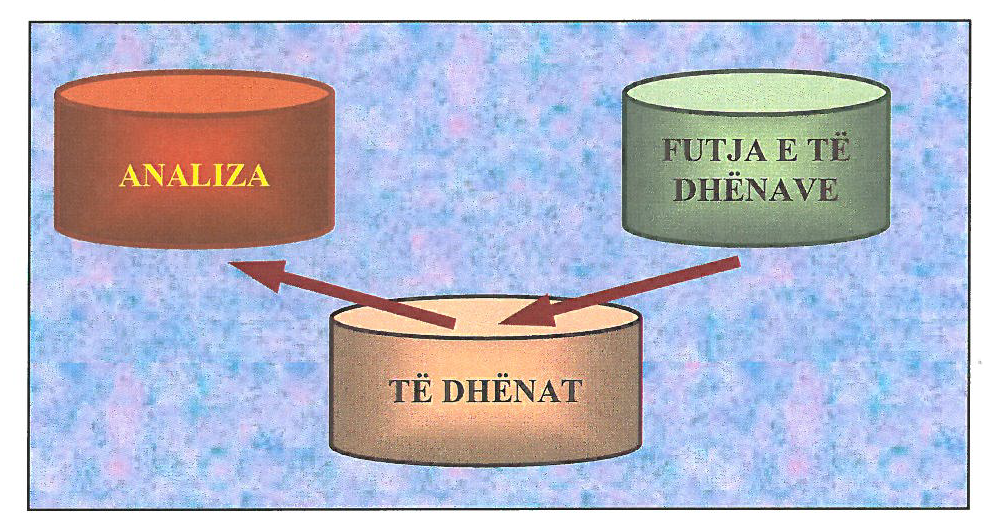 ANALIZA
FUTJA E TË
DHËNAVE
TË DHËNAT